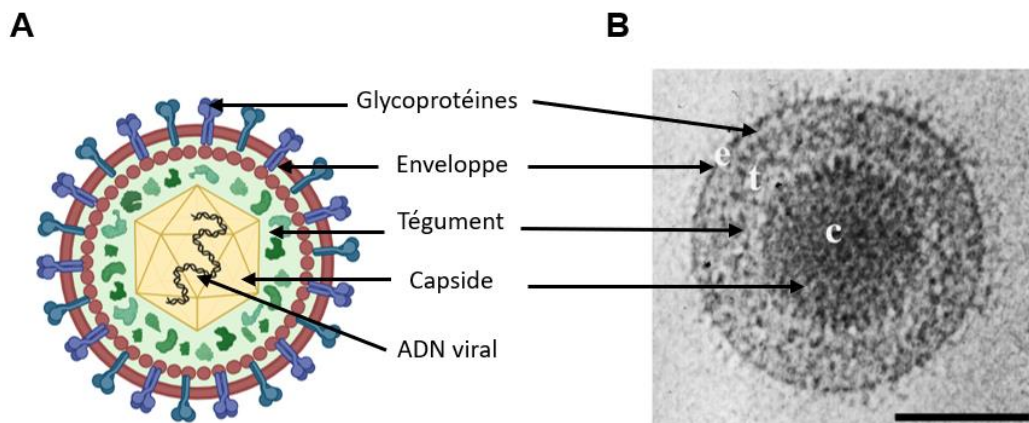 A
B
Glycoprotéines
Enveloppe
Tégument
Capside
ADN viral
e
t
c